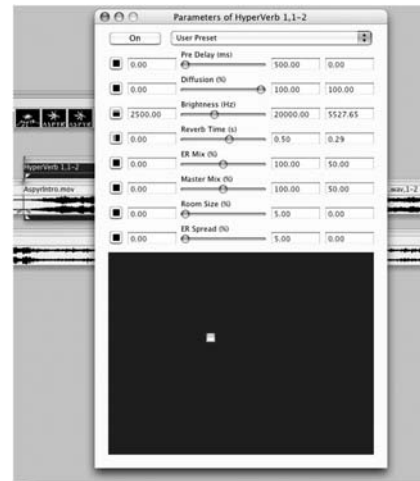 Parameters of HyperVerb 1,1-2
On
User Preset
Pre Delay (ms)
0.00 500.00 0.00
Diffusion (%)
0.00 100.00 100.00
Brightness (Hz)
2500.00 20000.00 5527.65
Reverb Time (s)
0.00 0.50 0.29
ER Mix (%)
0.00 100.00 50.00
Master Mix (%)
0.00 100.00 50.00
Room Size (%)
0.00 5.00 0.00
ER Spread (%)
0.00 5.00 0.00
HyperVerb 1,1-2
AspyrIntro.mov
.wav,1-2